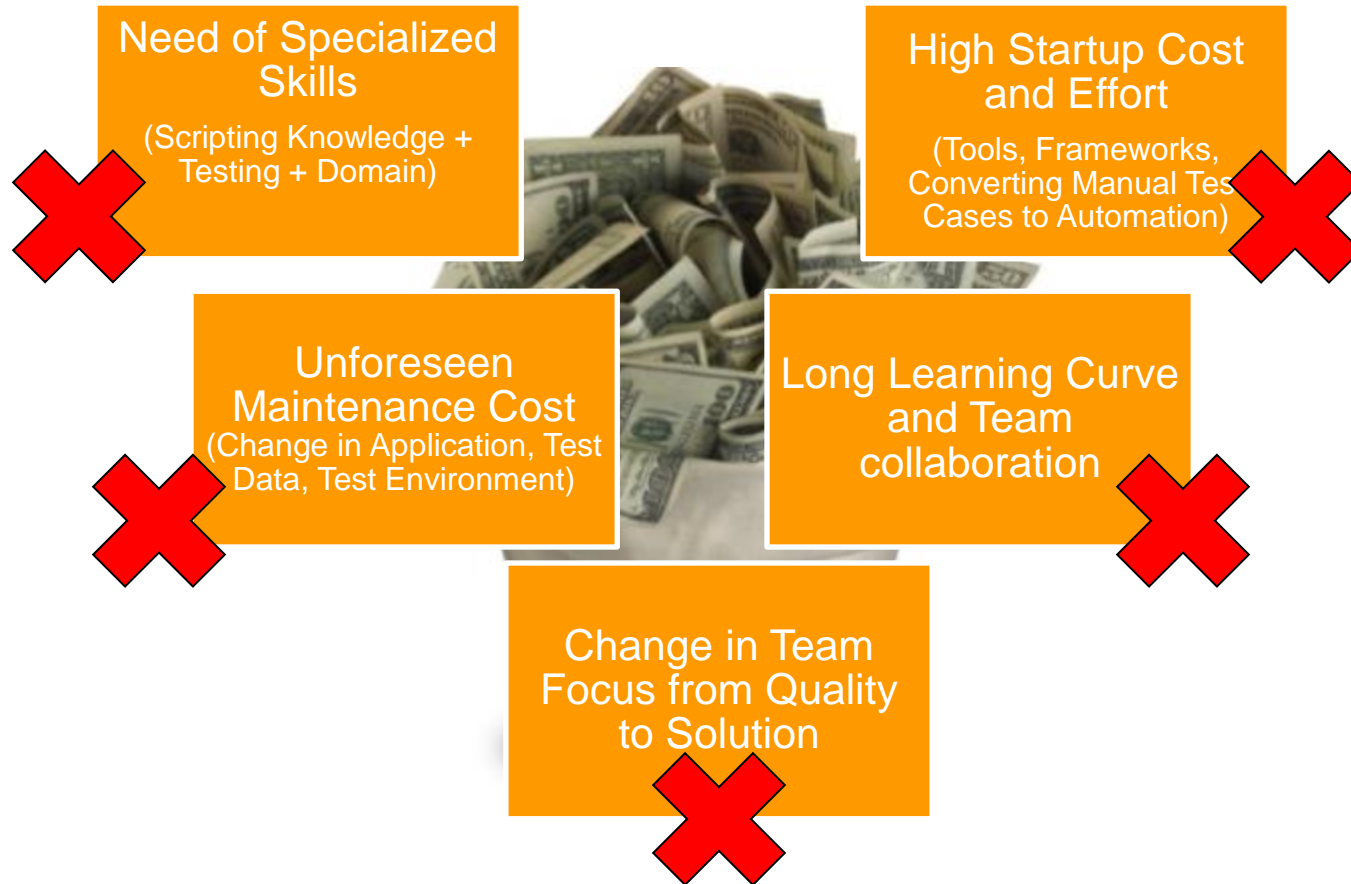 Need of Specialized
Skills
(Scripting Knowledge +
Testing + Domain)
High Startup Cost
and Effort
(Tools, Frameworks,
Converting Manual Tes
Cases to Automation)
Unforeseen
Maintenance Cost
(Change in Application, Test
Data, Test Environment)
Long Learning Curve
and Team
collaboration
Change in Team
Focus from Quality
to Solution